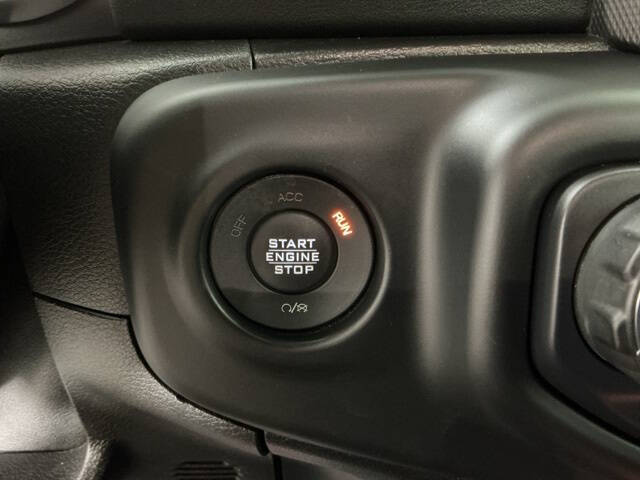 ACC
OFF
RUN
START
ENGINE
STOP